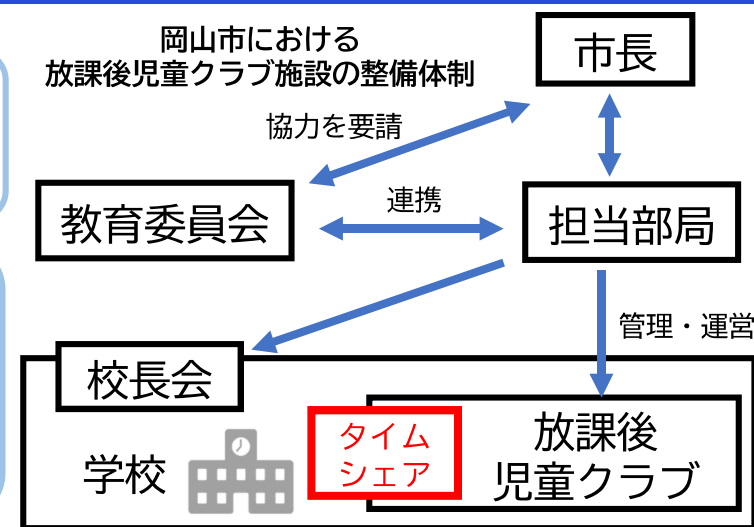 岡山市における
放課後児童クラブ施設の整備体制
市長
協力を要請
教育委員会
連携
担当部局
管理・運営
校長会
学校
タイム
シェア
放課後
児童クラブ